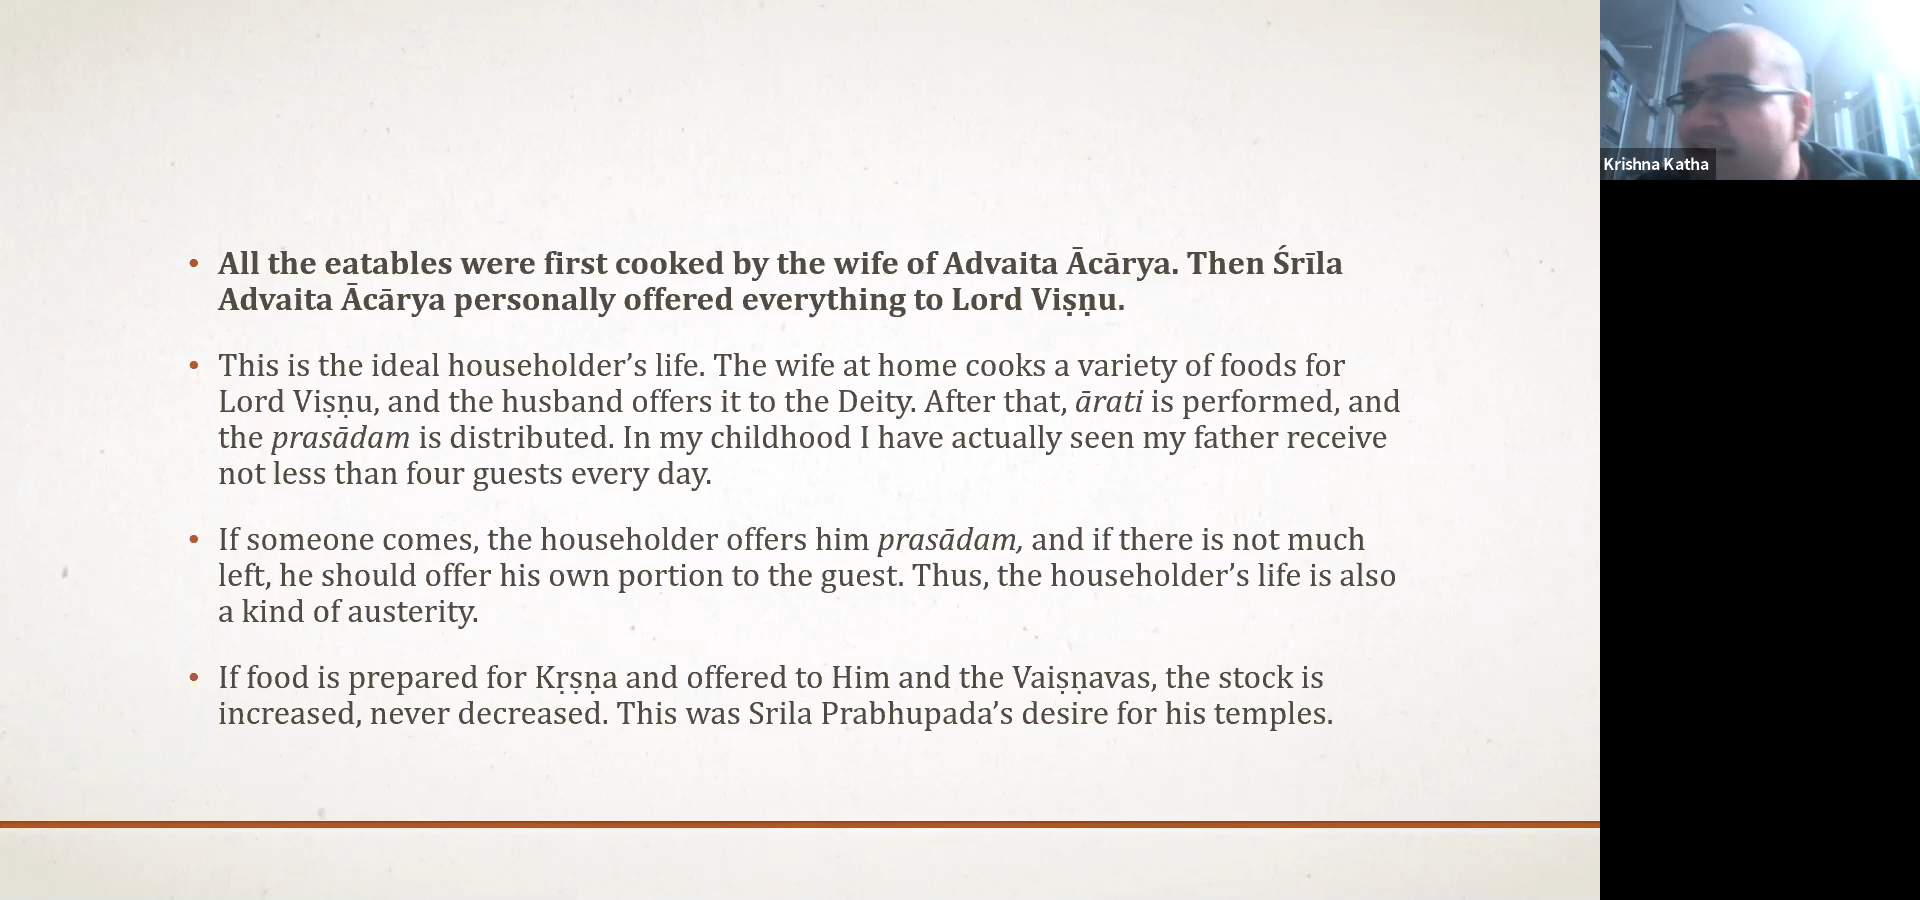 • All the eatables were first cooked by the wife of Advaita Ācārya. Then Śrīla
Advaita Ācārya personally offered everything to Lord Viṣṇu.
• This is the ideal householder’s life. The wife at home cooks a variety of foods for
Lord Viṣṇu, and the husband offers it to the Deity. After that, ārati is performed, and
the prasādam is distributed. In my childhood I have actually seen my father receive
not less than four guests every day.
• If someone comes, the householder offers him prasādam, and if there is not much
left, he should offer his own portion to the guest. Thus, the householder’s life is also
a kind of austerity.
• If food is prepared for Kṛṣṇa and offered to Him and the Vaiṣṇavas, the stock is
increased, never decreased. This was Srila Prabhupada’s desire for his temples.
Krishna Katha